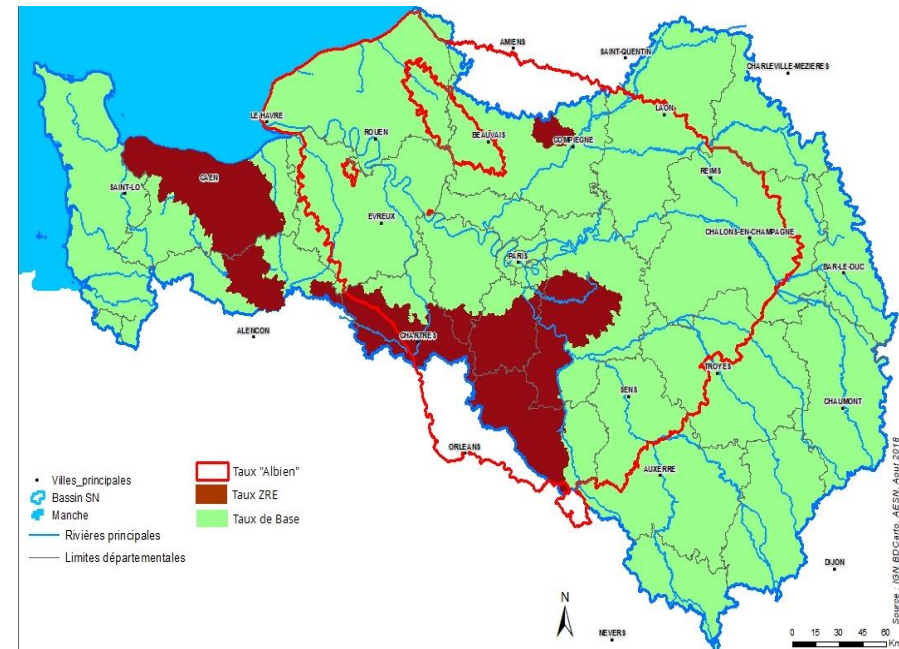 AMIENS
SAINT-QUENTIN
CHARLEVILLE-MEZIERES
LAON
LE HAVRE
ROUEN
BEAUVAIS
COMPIEGNE
REIMS
SAINT-LO
CAEN
EVREUX
CHALONS-EN-CHAMPAGNE
PARIS
BAR-LE-DUC
ALENCON
CHARTRES
TROYES
SENS
CHAUMONT
ORLEANS
AUXERRE
DIJON
NEVERS
Villes_principales
Bassin SN
Manche
Rivières principales
Limites départementales
Taux "Albien"
Taux ZRE
Taux de Base
N
0 15 30 45 60
Km
Source : IGN BDCarto, AESN, Aout 2018